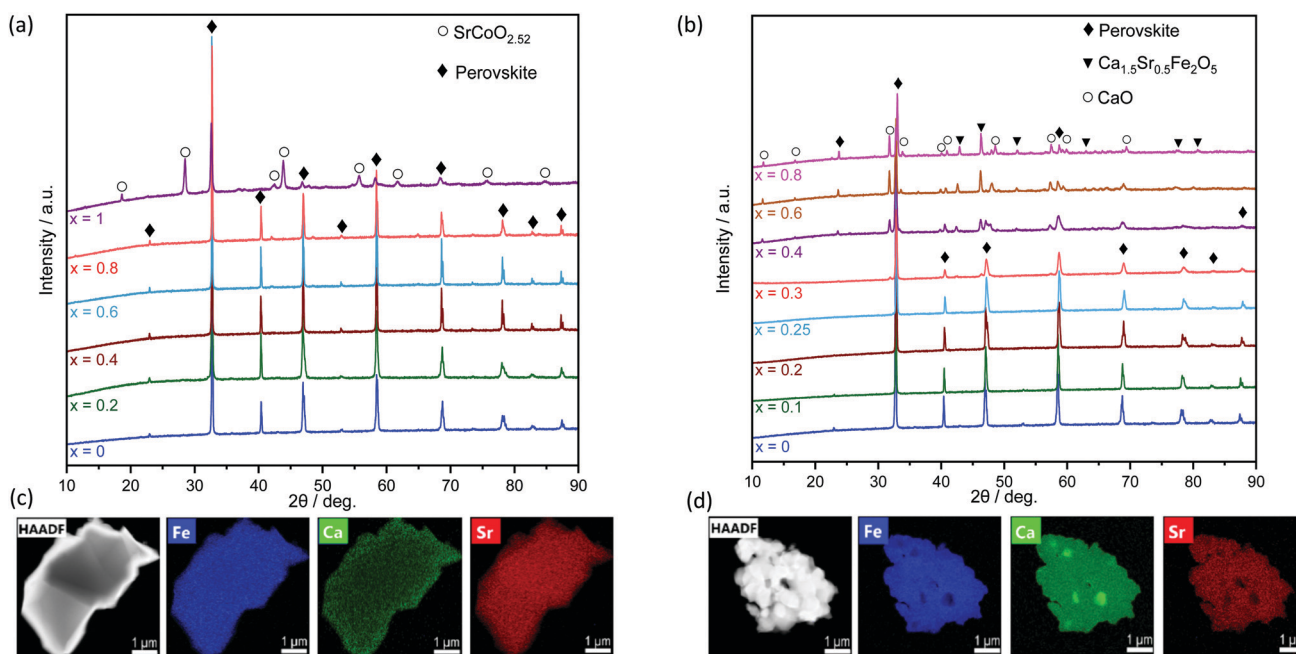 (a)
○ SrCoO₂.₅₂
◆ Perovskite
Intensity / a.u.
x = 1
x = 0.8
x = 0.6
x = 0.4
x = 0.2
x = 0
10 20 30 40 50 60 70 80 90
2θ / deg.
(b)
◆ Perovskite
▼ Ca₁.₅Sr₀.₅Fe₂O₅
○ CaO
Intensity / a.u.
x = 0.8
x = 0.6
x = 0.4
x = 0.3
x = 0.25
x = 0.2
x = 0.1
x = 0
10 20 30 40 50 60 70 80 90
2θ / deg.
(c)
HAADF
1 µm
Fe
1 µm
Ca
1 µm
Sr
1 µm
(d)
HAADF
1 µm
Fe
1 µm
Ca
1 µm
Sr
1 µm